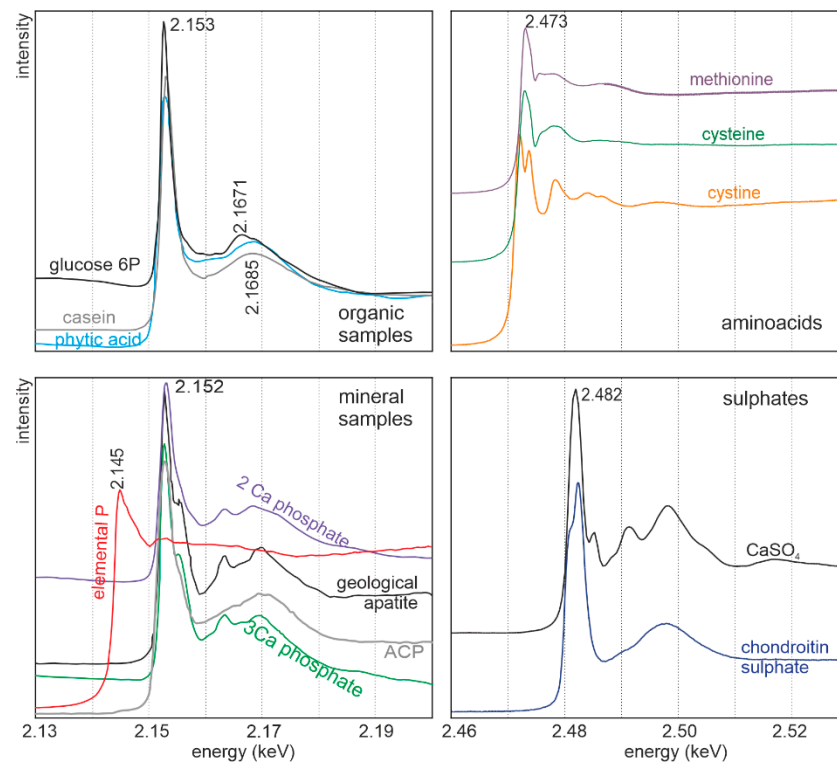 intensity
2.153
2.1671
glucose 6P
2.1685
casein
phytic acid
organic
samples
2.473
methionine
cysteine
cystine
aminoacids
intensity
2.152
mineral
samples
2.145
2 Ca phosphate
elemental P
geological
apatite
ACP
3Ca phosphate
2.13
2.15
2.17
2.19
energy (keV)
2.482
sulphates
CaSO₄
chondroitin
sulphate
2.46
2.48
2.50
2.52
energy (keV)